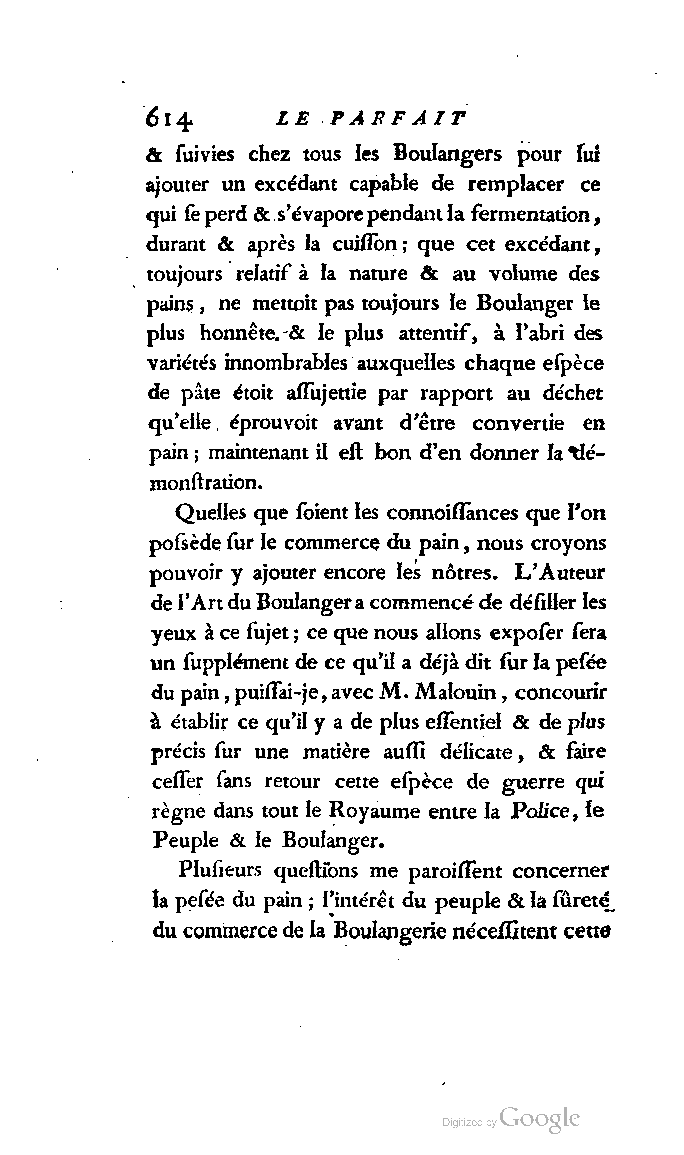 614 LE PARFAIT
& ſuivies chez tous les Boulangers pour lui
ajouter un excédant capable de remplacer ce
qui ſe perd & s'évapore pendant la fermentation,
durant & après la cuiſſon; que cet excédant,
toujours relatif à la nature & au volume des
pains, ne mettoit pas toujours le Boulanger le
plus honnête & le plus attentif, à l'abri des
variétés innombrables auxquelles chaque eſpèce
de pâte étoit aſſujettie par rapport au déchet
qu'elle éprouvoit avant d'être convertie en
pain; maintenant il eſt bon d'en donner la dé-
monſtration.
Quelles que ſoient les connoiſſances que l'on
poſsède ſur le commerce du pain, nous croyons
pouvoir y ajouter encore les nôtres. L'Auteur
de l'Art du Boulanger a commencé de déſiller les
yeux à ce ſujet; ce que nous allons expoſer ſera
un ſupplément de ce qu'il a déjà dit ſur la peſée
du pain, puiſſai-je, avec M. Malouin, concourir
à établir ce qu'il y a de plus eſſentiel & de plus
précis ſur une matière auſſi délicate, & faire
ceſſer ſans retour cette eſpèce de guerre qui
règne dans tout le Royaume entre la Police, le
Peuple & le Boulanger.
Pluſieurs queſtions me paroiſſent concerner
la peſée du pain; l'intérêt du peuple & la ſûreté
du commerce de la Boulangerie néceſſitent cette
Digitized by Google